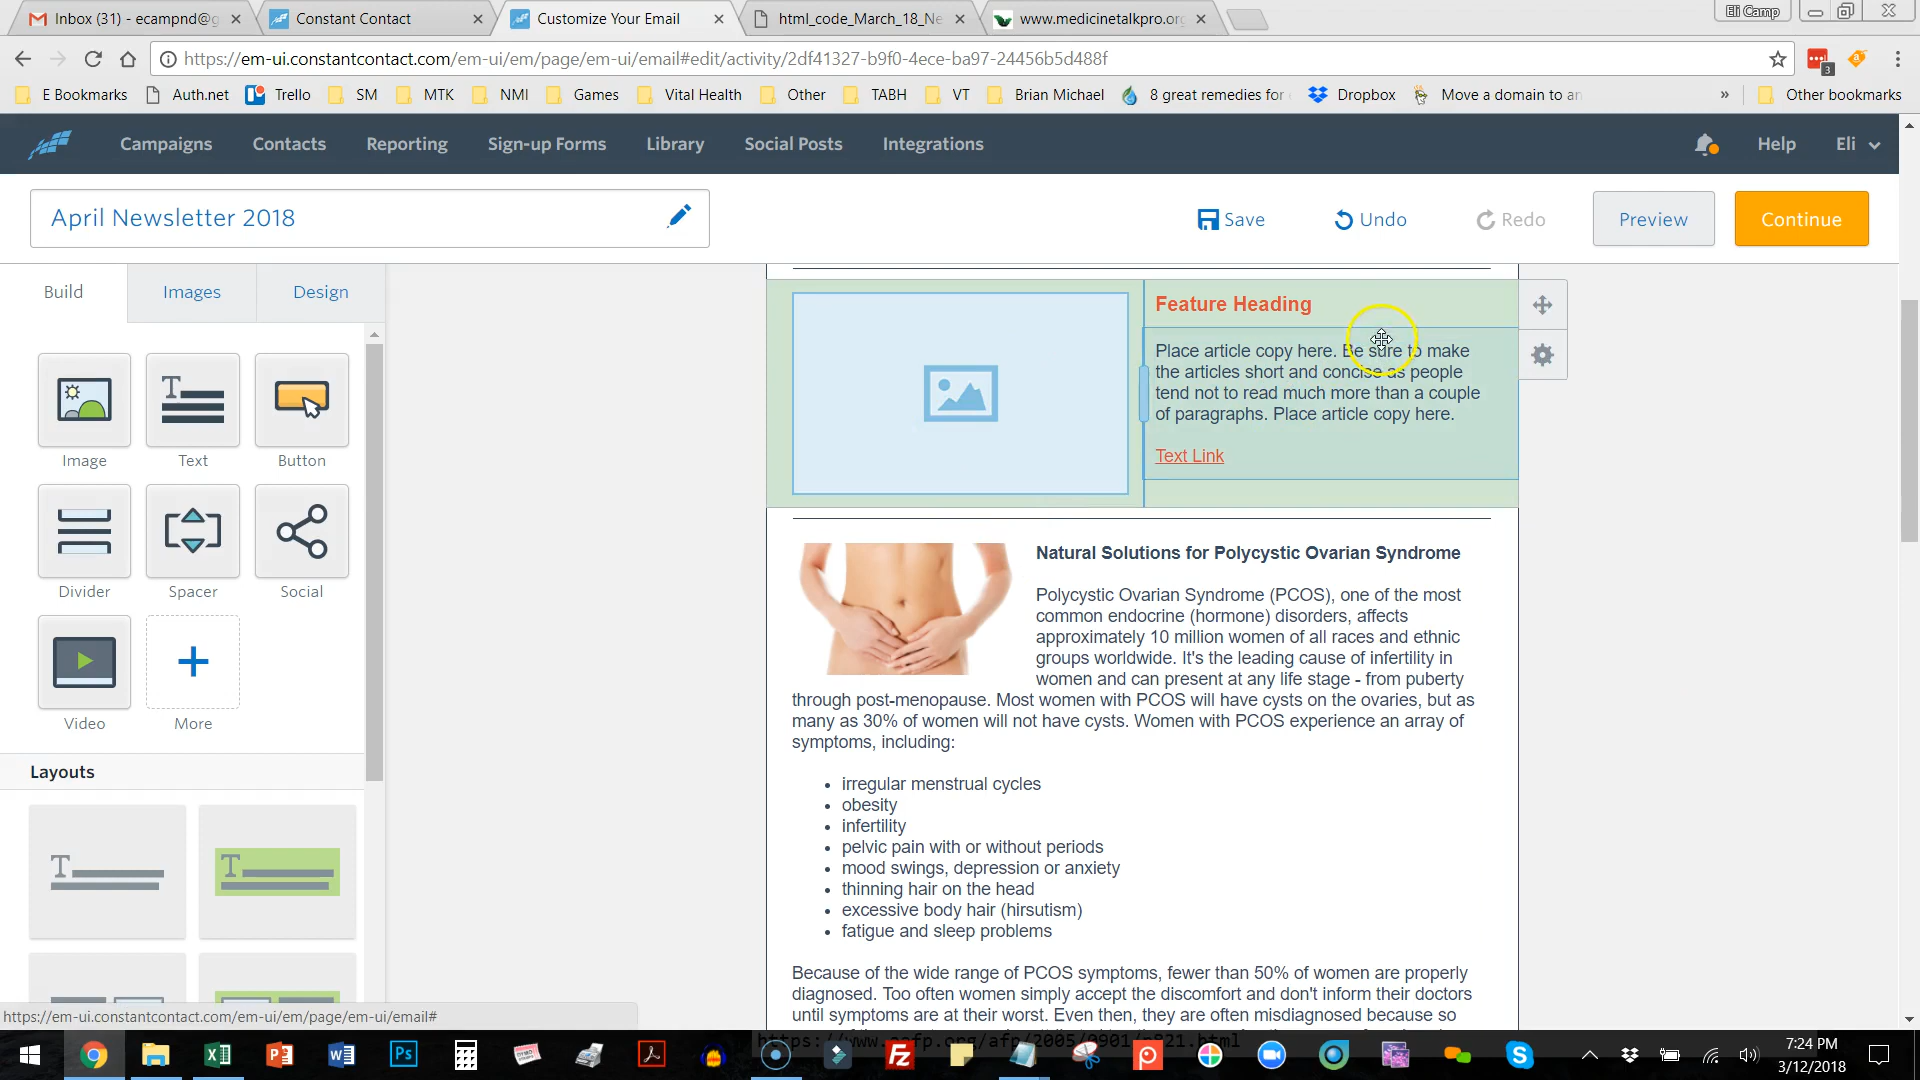 Inbox (31) - ecampnd@g
Constant Contact
Customize Your Email
html_code_March_18_Ne
www.medicinetalkpro.org
Eli Camp
https://em-ui.constantcontact.com/em-ui/em/page/em-ui/email#edit/activity/2df41327-b9f0-4ece-ba97-24456b5d488f
3
E Bookmarks
Auth.net
Trello
SM
MTK
NMI
Games
Vital Health
Other
TABH
VT
Brian Michael
8 great remedies for
Dropbox
Move a domain to an
»
Other bookmarks
Campaigns
Contacts
Reporting
Sign-up Forms
Library
Social Posts
Integrations
Help
Eli
April Newsletter 2018
Save
Undo
Redo
Preview
Continue
Build
Images
Design
Feature Heading
Place article copy here. Be sure to make
the articles short and concise as people
tend not to read much more than a couple
of paragraphs. Place article copy here.
Text Link
Image
Text
Button
Divider
Spacer
Social
Video
More
Layouts
Natural Solutions for Polycystic Ovarian Syndrome
Polycystic Ovarian Syndrome (PCOS), one of the most
common endocrine (hormone) disorders, affects
approximately 10 million women of all races and ethnic
groups worldwide. It's the leading cause of infertility in
women and can present at any life stage - from puberty
through post-menopause. Most women with PCOS will have cysts on the ovaries, but as
many as 30% of women will not have cysts. Women with PCOS experience an array of
symptoms, including:
• irregular menstrual cycles
• obesity
• infertility
• pelvic pain with or without periods
• mood swings, depression or anxiety
• thinning hair on the head
• excessive body hair (hirsutism)
• fatigue and sleep problems
Because of the wide range of PCOS symptoms, fewer than 50% of women are properly
diagnosed. Too often women simply accept the discomfort and don't inform their doctors
until symptoms are at their worst. Even then, they are often misdiagnosed because so
https://em-ui.constantcontact.com/em-ui/em/page/em-ui/email#
7:24 PM
3/12/2018